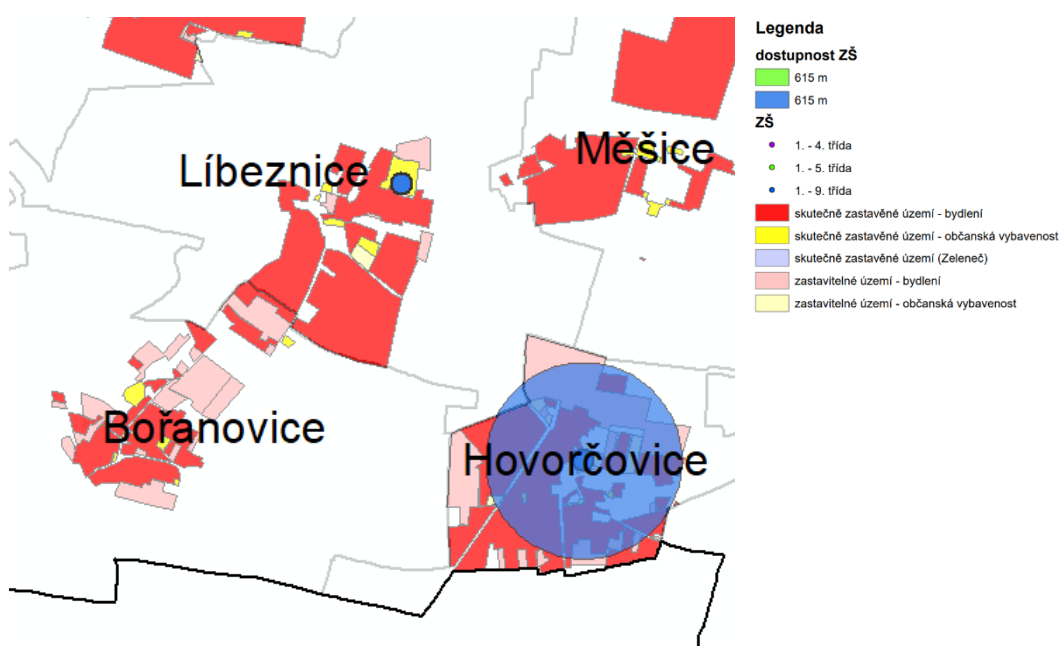 Líbeznice
Měšice
Bořanovice
Hovorčovice
Legenda
dostupnost ZŠ
615 m
615 m
ZŠ
1. - 4. třída
1. - 5. třída
1. - 9. třída
skutečně zastavěné území - bydlení
skutečně zastavěné území - občanská vybavenost
skutečně zastavěné území (Zeleneč)
zastavitelné území - bydlení
zastavitelné území - občanská vybavenost